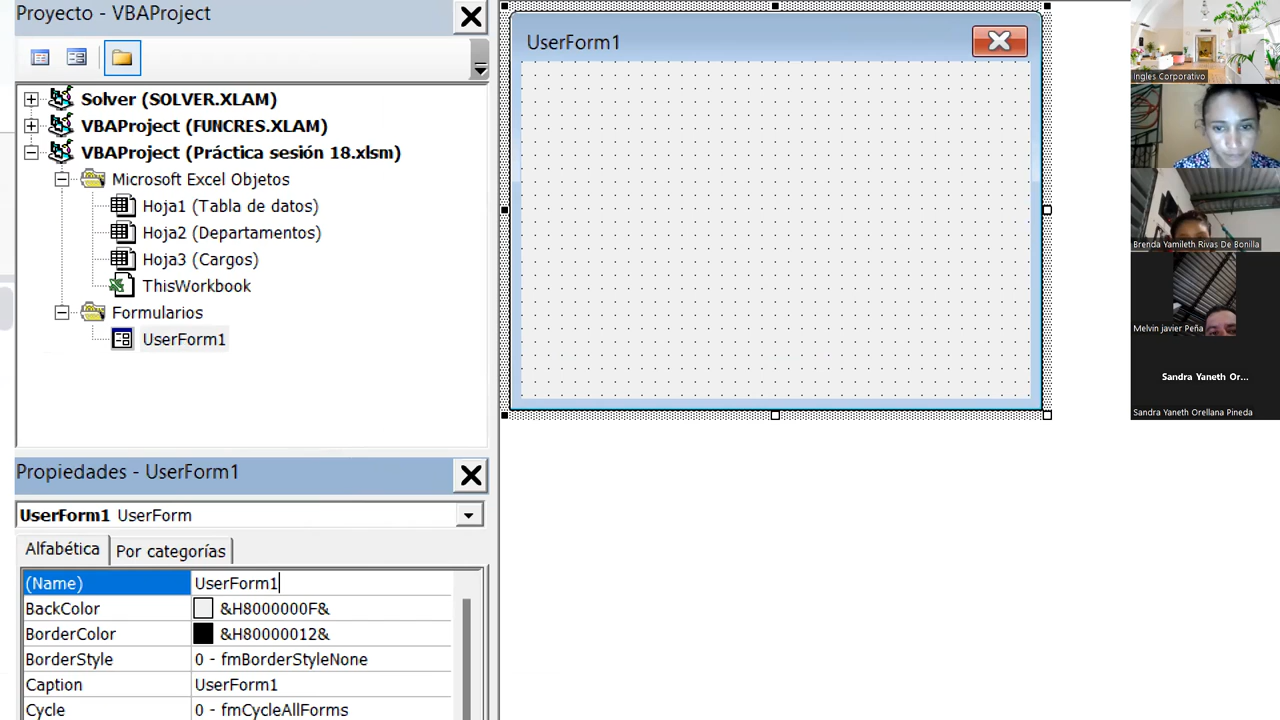 Proyecto - VBAProject
Solver (SOLVER.XLAM)
VBAProject (FUNCRES.XLAM)
VBAProject (Práctica sesión 18.xlsm)
Microsoft Excel Objetos
Hoja1 (Tabla de datos)
Hoja2 (Departamentos)
Hoja3 (Cargos)
ThisWorkbook
Formularios
UserForm1
Propiedades - UserForm1
UserForm1 UserForm
Alfabética Por categorías
(Name) UserForm1
BackColor &H8000000F&
BorderColor &H80000012&
BorderStyle 0 - fmBorderStyleNone
Caption UserForm1
Cycle 0 - fmCycleAllForms
UserForm1
Ingles Corporativo
Brenda Yamileth Rivas De Bonilla
Melvin javier Peña
Sandra Yaneth Or...
Sandra Yaneth Orellana Pineda